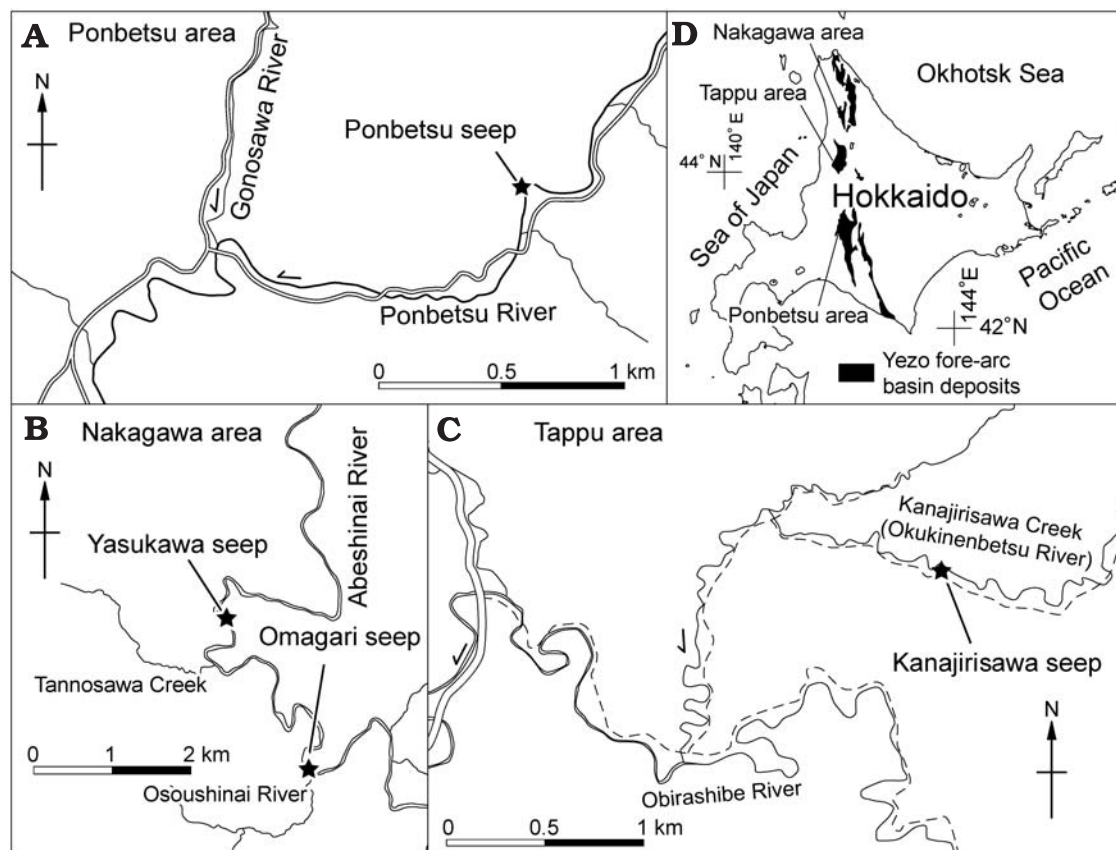 A
Ponbetsu area
N
Gonosawa River
Ponbetsu seep
Ponbetsu River
0 0.5 1 km
D
Nakagawa area
Okhotsk Sea
Tappu area
140° E
44° N
Sea of Japan
Hokkaido
Pacific
Ocean
144° E
42° N
Ponbetsu area
Yezo fore-arc
basin deposits
B
Nakagawa area
N
Abeshinai River
Yasukawa seep
Omagari seep
Tannosawa Creek
0 1 2 km
Osoushinai River
C
Tappu area
Kanajirisawa Creek
(Okukinenbetsu River)
Kanajirisawa seep
N
Obirashibe River
0 0.5 1 km